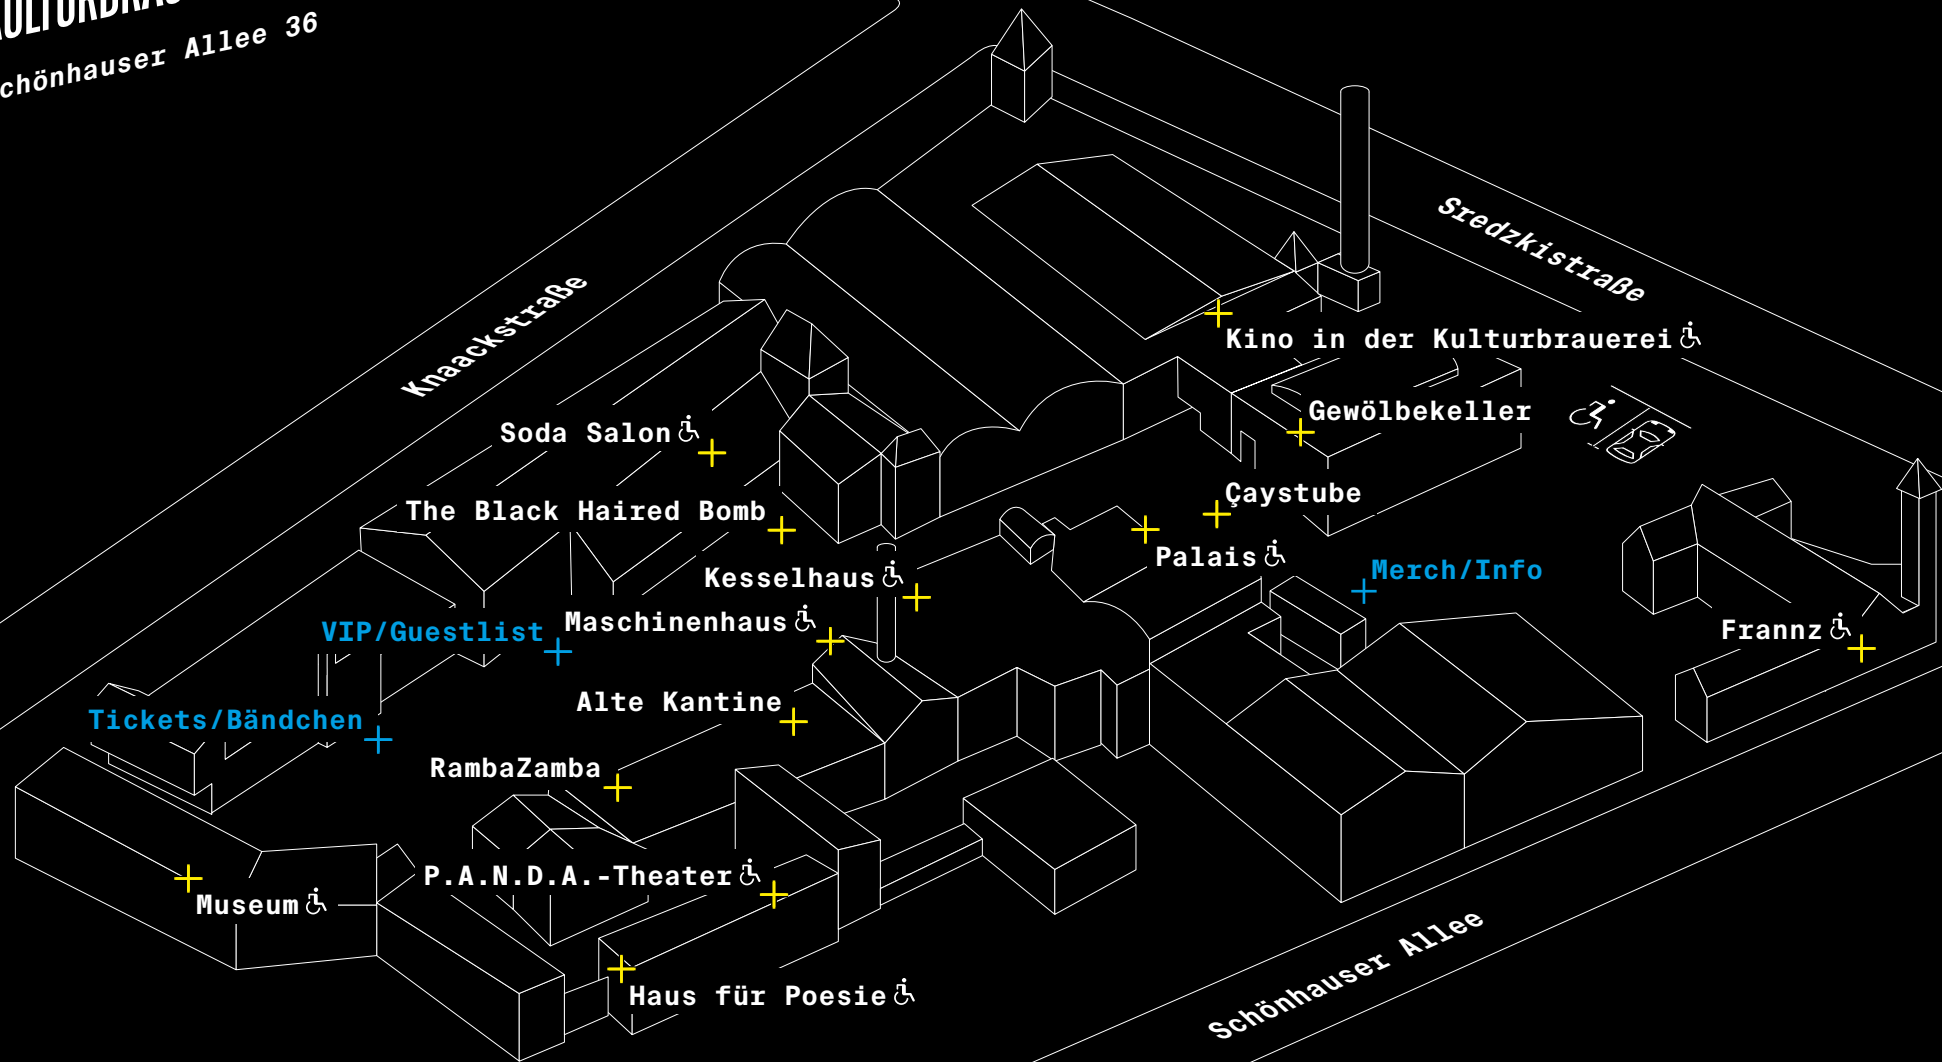 Schönhauser Allee 36
Sredzkistraße
Knaackstraße
Kino in der Kulturbrauerei
Gewölbekeller
Soda Salon
Çaystube
The Black Haired Bomb
Palais
Merch/Info
Kesselhaus
Maschinenhaus
VIP/Guestlist
Frannz
Alte Kantine
Tickets/Bändchen
RambaZamba
P.A.N.D.A.-Theater
Museum
Schönhauser Allee
Haus für Poesie